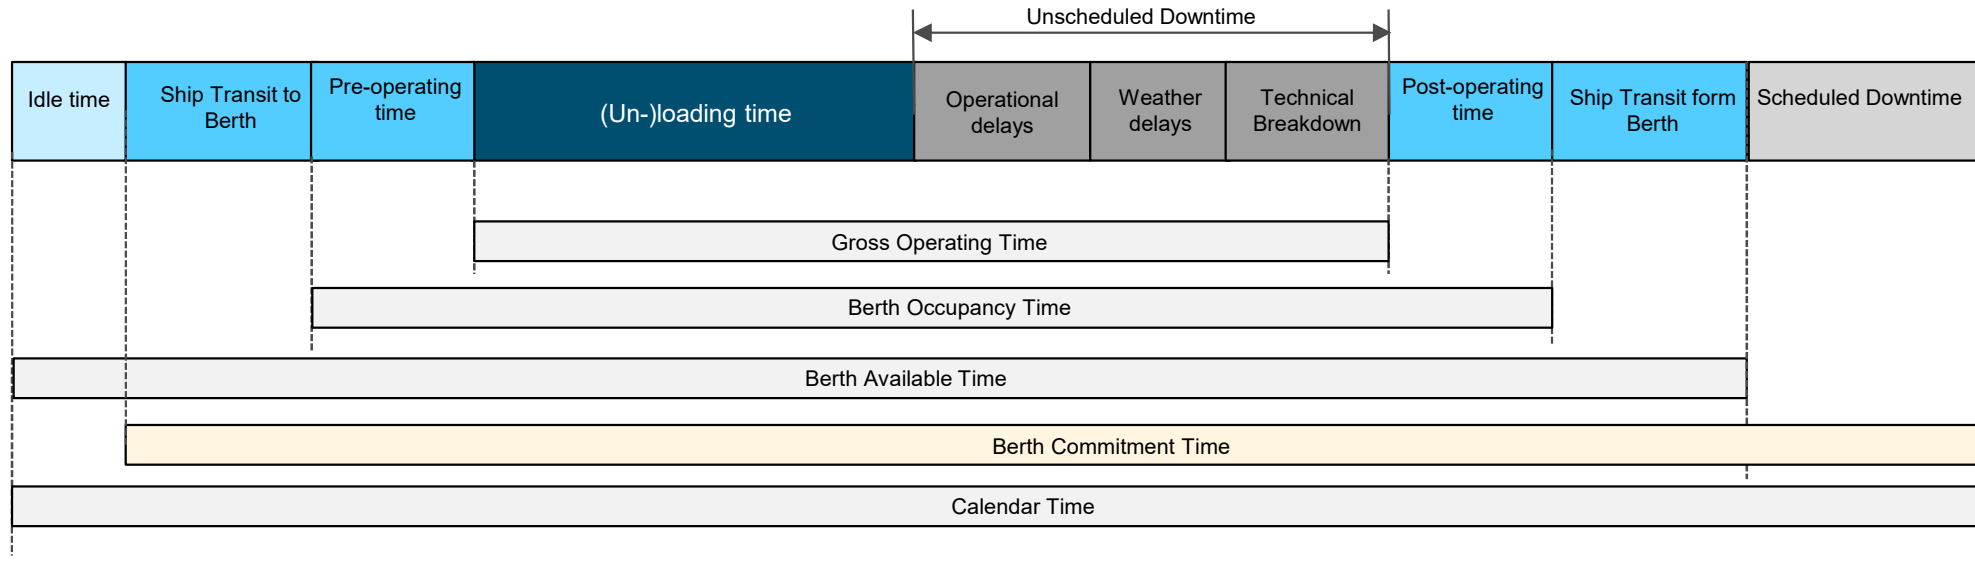 Unscheduled Downtime
Idle time
Ship Transit to
Berth
Pre-operating
time
(Un-)loading time
Operational
delays
Weather
delays
Technical
Breakdown
Post-operating
time
Ship Transit form
Berth
Scheduled Downtime
Gross Operating Time
Berth Occupancy Time
Berth Available Time
Berth Commitment Time
Calendar Time